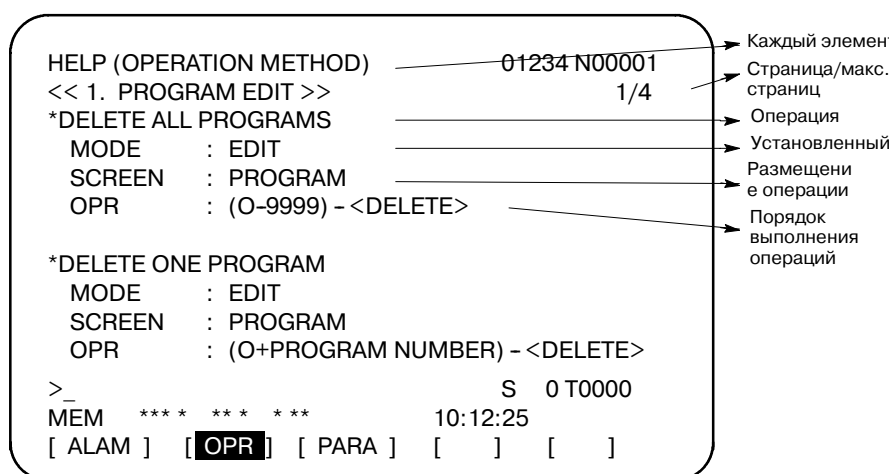 HELP (OPERATION METHOD) 01234 N00001
<< 1. PROGRAM EDIT >> 1/4
*DELETE ALL PROGRAMS
MODE : EDIT
SCREEN : PROGRAM
OPR : (O-9999) - <DELETE>
*DELETE ONE PROGRAM
MODE : EDIT
SCREEN : PROGRAM
OPR : (O+PROGRAM NUMBER) - <DELETE>
>_ S 0 T0000
MEM *** * ** * * ** 10:12:25
[ ALAM ] [ OPR ] [ PARA ] [ ] [ ]
Каждый элемент
Страница/макс.
страниц
Операция
Установленный
Размещени
е операции
Порядок
выполнения
операций